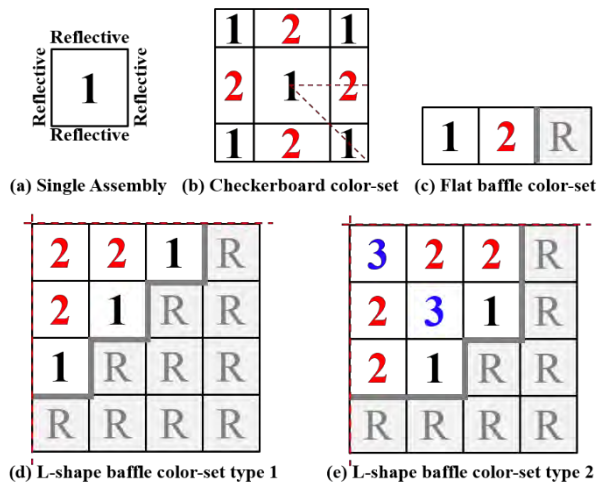 Reflective
Reflective
1
Reflective
Reflective
(a) Single Assembly
1 2 1
2 1 2
1 2 1
(b) Checkerboard color-set
1 2 R
(c) Flat baffle color-set
2 2 1 R
2 1 R R
1 R R R
R R R R
(d) L-shape baffle color-set type 1
3 2 2 R
2 3 1 R
2 1 R R
R R R R
(e) L-shape baffle color-set type 2